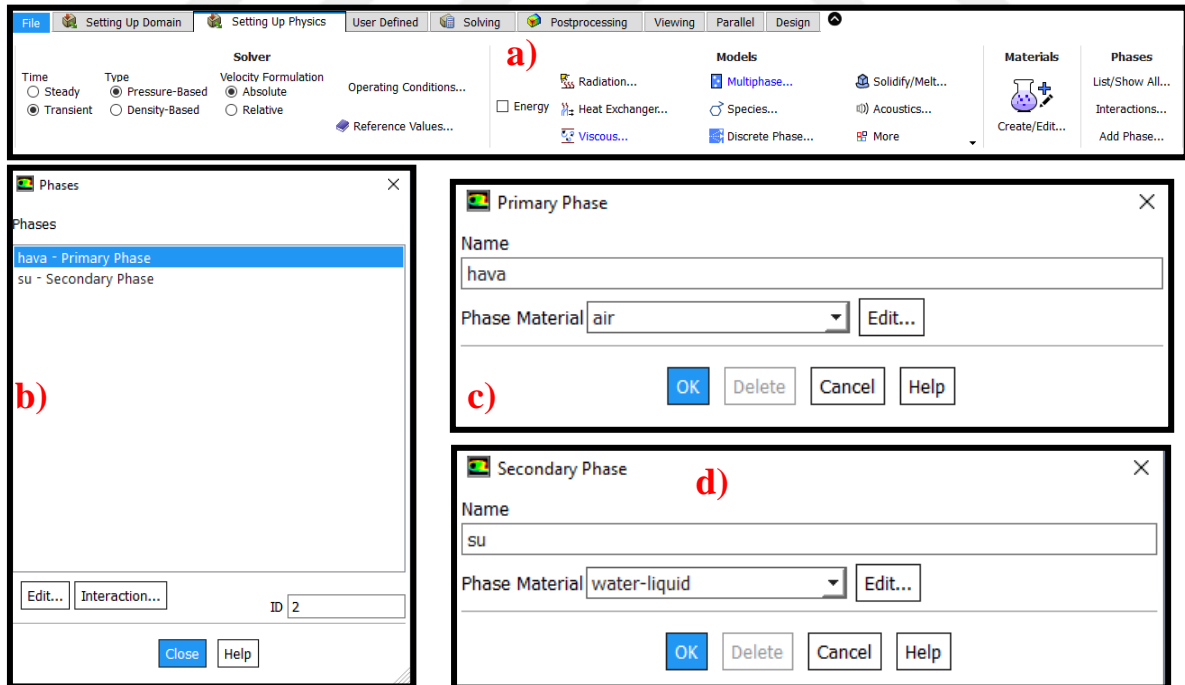 File Setting Up Domain Setting Up Physics User Defined Solving Postprocessing Viewing Parallel Design
Solver a) Models Materials Phases
Time Type Velocity Formulation
Steady Pressure-Based Absolute Operating Conditions... Radiation... Multiphase... Solidify/Melt... List/Show All...
Transient Density-Based Relative Energy Heat Exchanger... Species... Acoustics... Interactions...
Reference Values... Viscous... Discrete Phase... More Create/Edit... Add Phase...
Phases
Phases
hava - Primary Phase
su - Secondary Phase
b)
Edit... Interaction... ID 2
Close Help
Primary Phase
Name
hava
Phase Material air Edit...
c) OK Delete Cancel Help
Secondary Phase
d)
Name
su
Phase Material water-liquid Edit...
OK Delete Cancel Help